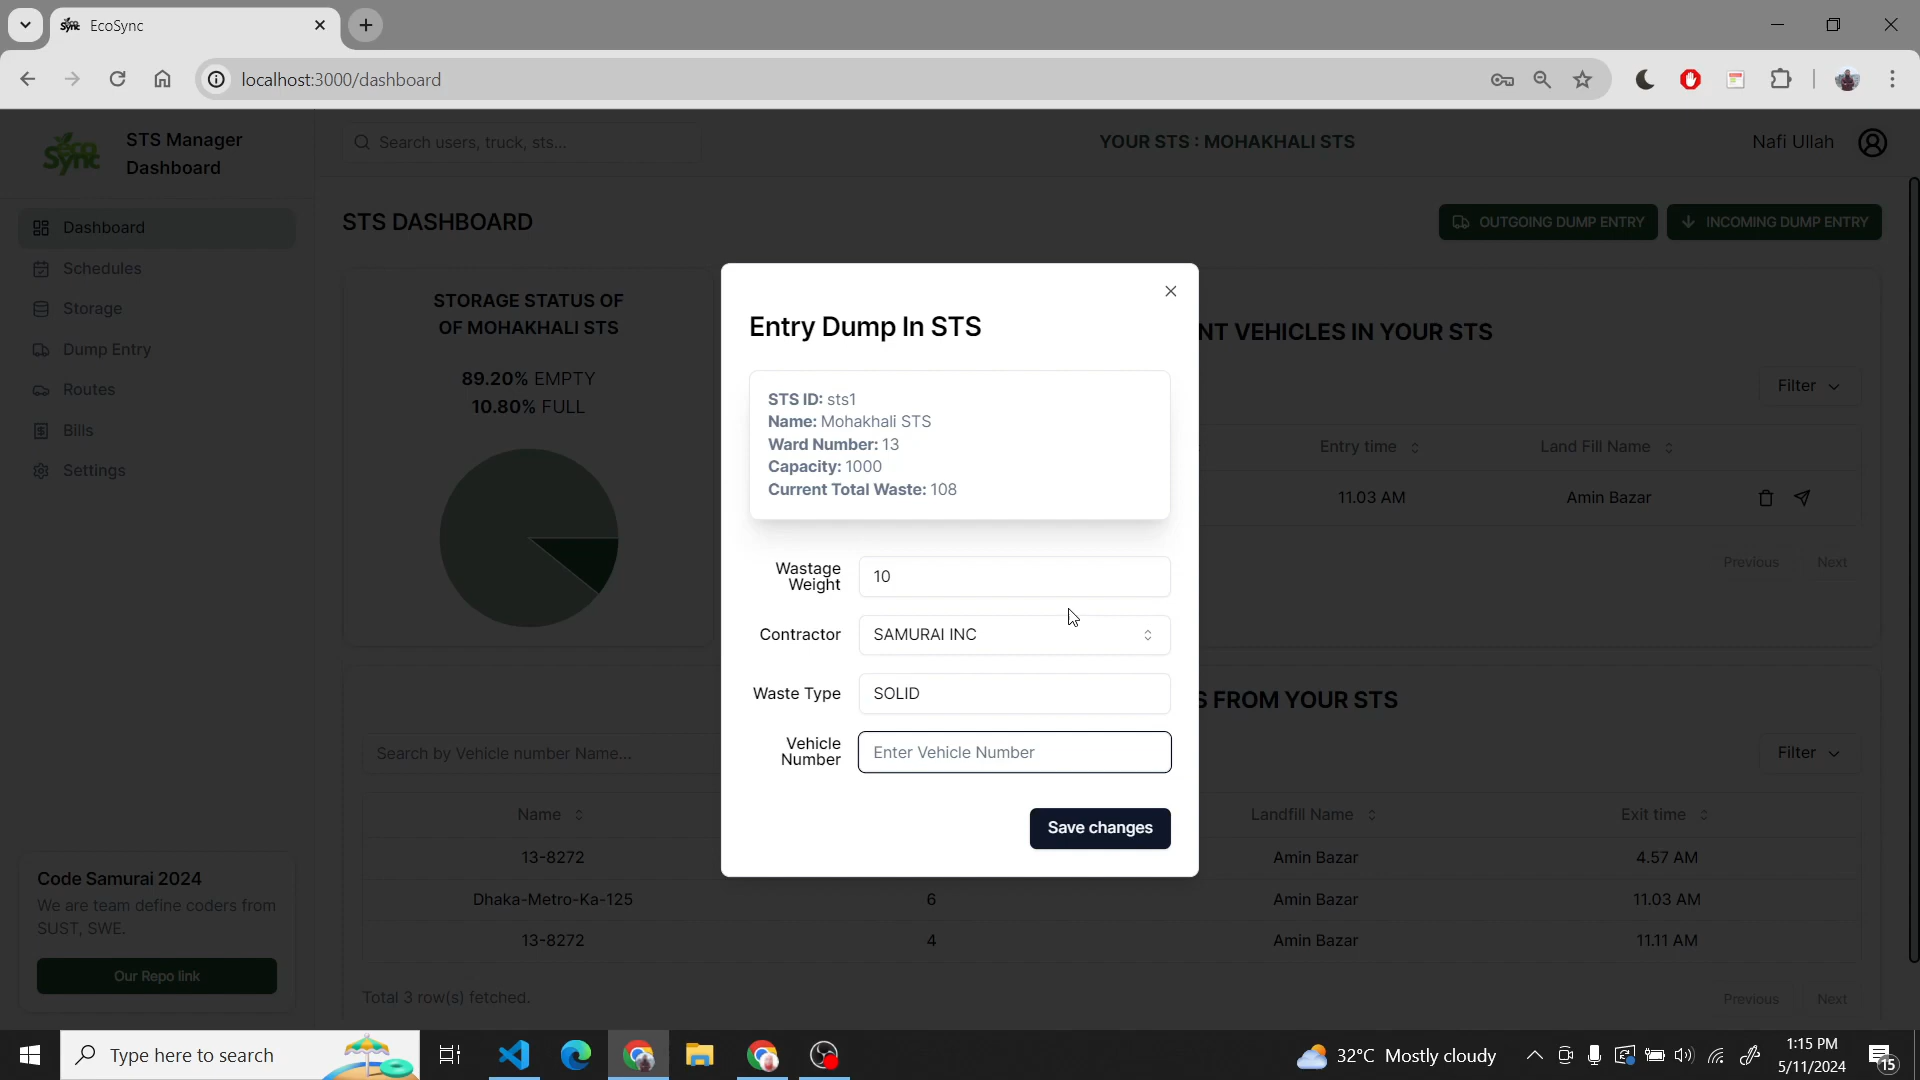 EcoSync
localhost:3000/dashboard
Eco Sync
STS Manager
Dashboard
Search users, truck, sts...
YOUR STS : MOHAKHALI STS
Nafi Ullah
Dashboard
Schedules
Storage
Dump Entry
Routes
Bills
Settings
STS DASHBOARD
OUTGOING DUMP ENTRY
INCOMING DUMP ENTRY
STORAGE STATUS OF
OF MOHAKHALI STS
89.20% EMPTY
10.80% FULL
NT VEHICLES IN YOUR STS
Filter
Entry time
Land Fill Name
11.03 AM
Amin Bazar
Previous
Next
Entry Dump In STS
STS ID: sts1
Name: Mohakhali STS
Ward Number: 13
Capacity: 1000
Current Total Waste: 108
Wastage
Weight
10
Contractor
SAMURAI INC
Waste Type
SOLID
Vehicle
Number
Enter Vehicle Number
Save changes
S FROM YOUR STS
Search by Vehicle number Name...
Filter
Name
Landfill Name
Exit time
13-8272
Amin Bazar
4.57 AM
Dhaka-Metro-Ka-125
6
Amin Bazar
11.03 AM
13-8272
4
Amin Bazar
11.11 AM
Total 3 row(s) fetched.
Previous
Next
Code Samurai 2024
We are team define coders from
SUST, SWE.
Our Repo link
Type here to search
32°C Mostly cloudy
1:15 PM
5/11/2024
15